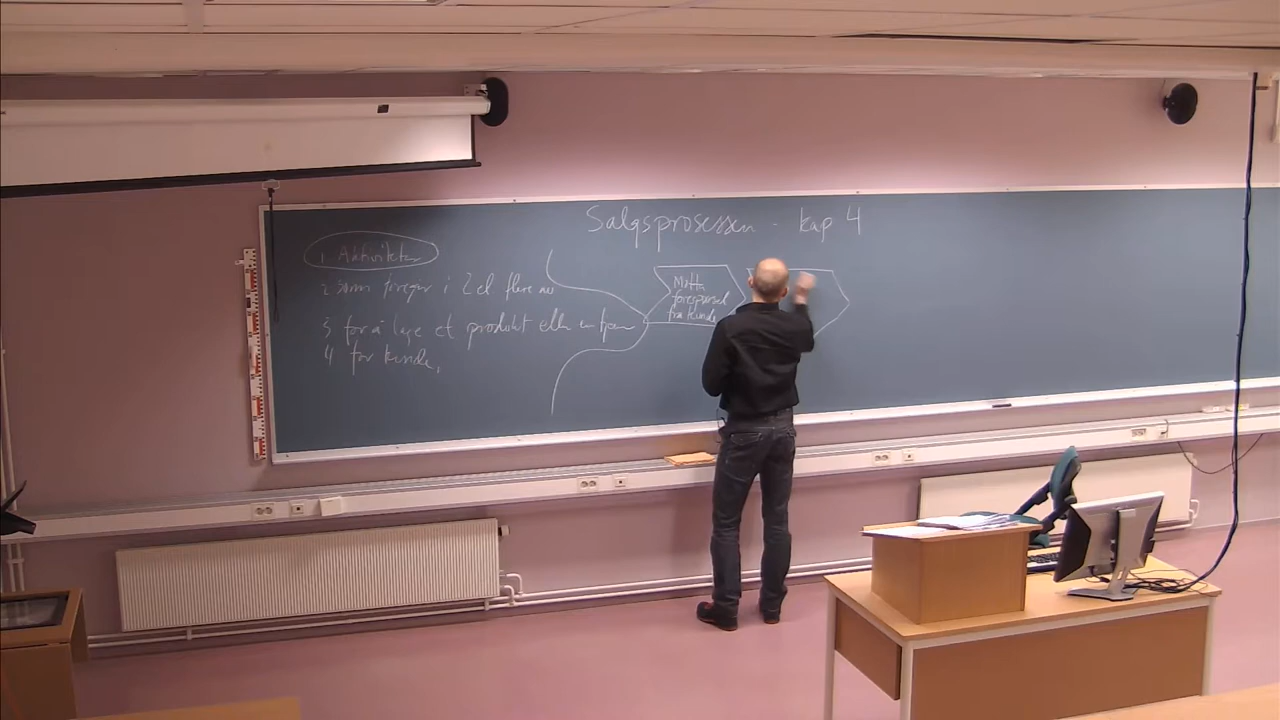 Salgsprosessen - kap 4
1. Aktiviteter
2 som foregår i 2 el flere av
3 for å lage et produkt eller en tjen
4 for kunde.
Motta
forespørsel
fra kunde